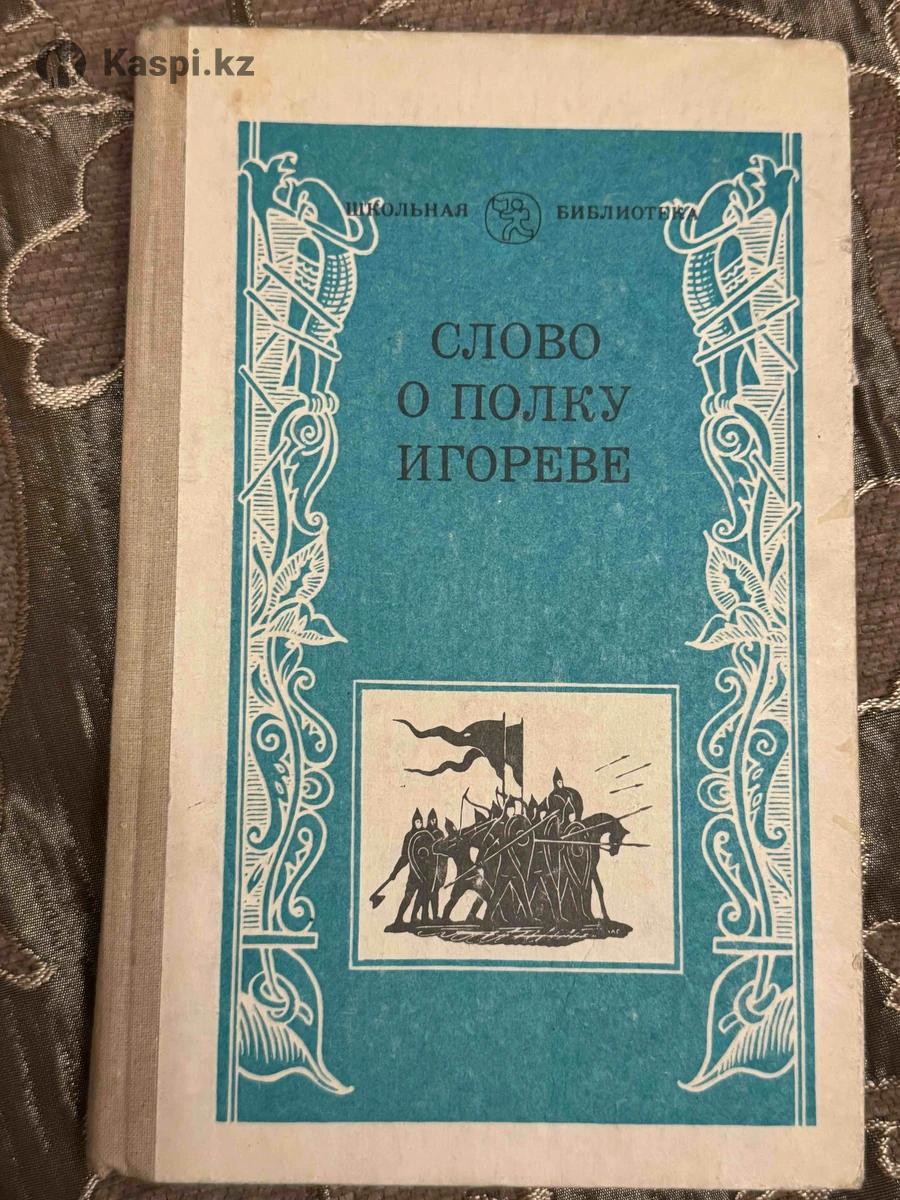 Kaspi.kz
ШКОЛЬНАЯ БИБЛИОТЕКА
СЛОВО
О ПОЛКУ
ИГОРЕВЕ